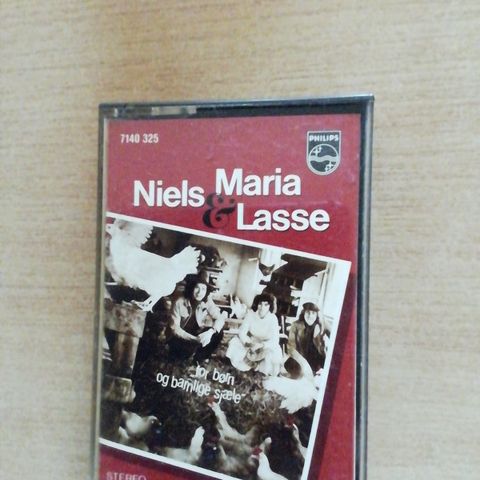 7140 325
PHILIPS
Niels Maria
& Lasse
"for børn
og barnlige sjæle"
STEREO